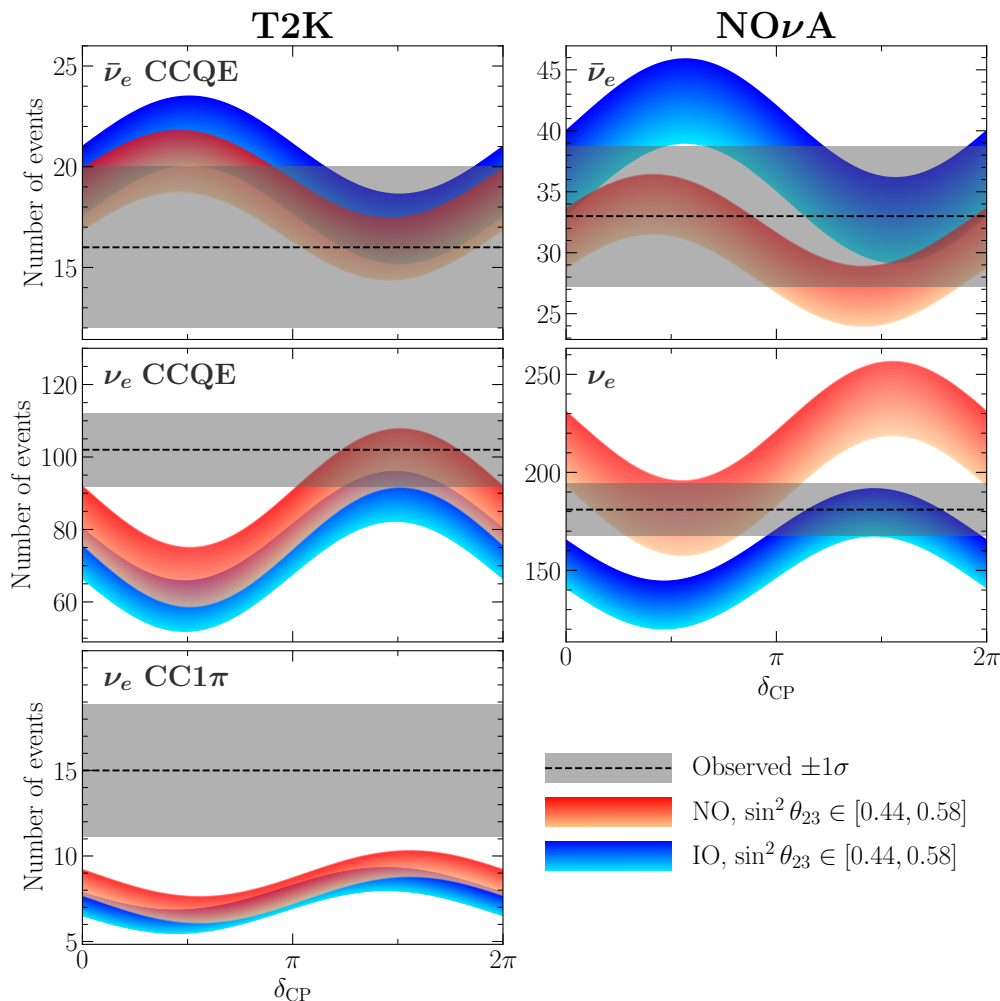 T2K
NOνA
Number of events
25
20
15
ν̄ₑ CCQE
45
40
35
30
25
ν̄ₑ
Number of events
120
100
80
60
νₑ CCQE
250
200
150
νₑ
0
π
2π
δCP
Number of events
15
10
5
νₑ CC1π
0
π
2π
δCP
Observed ±1σ
NO, sin² θ₂₃ ∈ [0.44, 0.58]
IO, sin² θ₂₃ ∈ [0.44, 0.58]